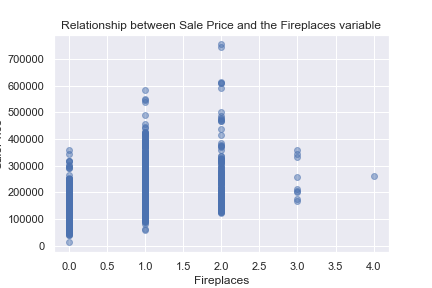 Relationship between Sale Price and the Fireplaces variable
700000
600000
500000
400000
300000
200000
100000
0
0.0 0.5 1.0 1.5 2.0 2.5 3.0 3.5 4.0
Fireplaces